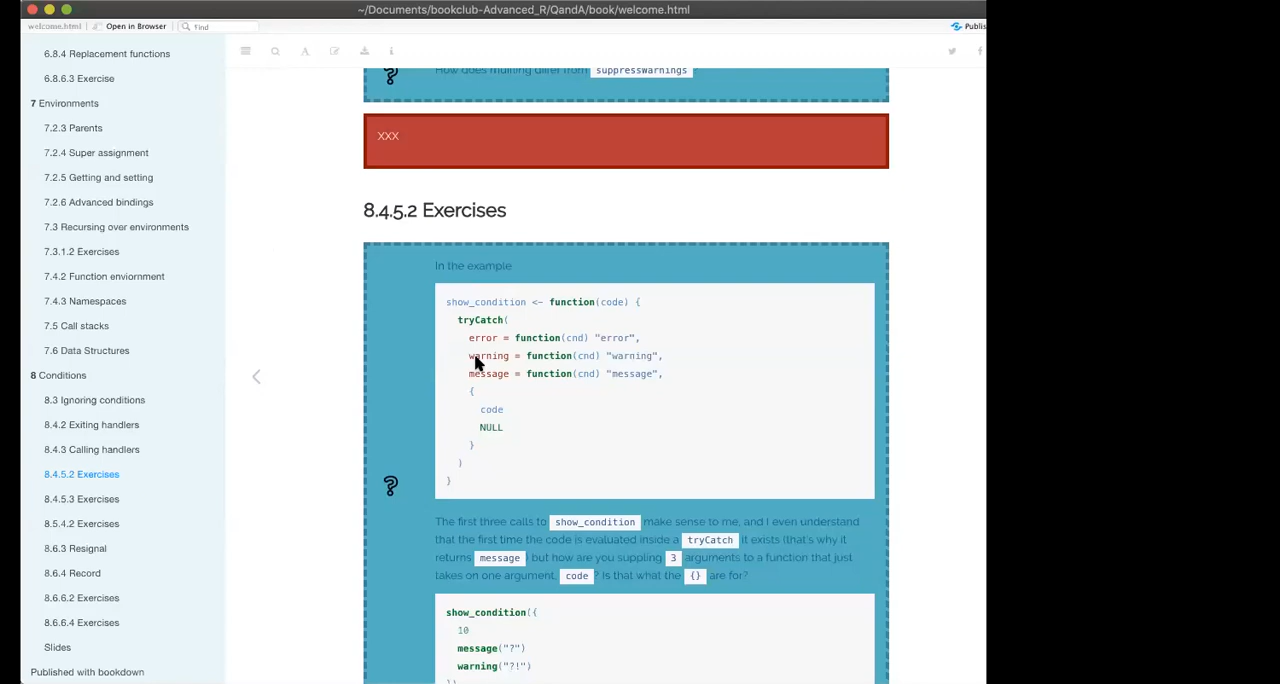 ~/Documents/bookclub-Advanced_R/QandA/book/welcome.html
welcome.html
Open in Browser
Find
Publis
6.8.4 Replacement functions
6.8.6.3 Exercise
7 Environments
7.2.3 Parents
7.2.4 Super assignment
7.2.5 Getting and setting
7.2.6 Advanced bindings
7.3 Recursing over environments
7.3.1.2 Exercises
7.4.2 Function enviornment
7.4.3 Namespaces
7.5 Call stacks
7.6 Data Structures
8 Conditions
8.3 Ignoring conditions
8.4.2 Exiting handlers
8.4.3 Calling handlers
8.4.5.2 Exercises
8.4.5.3 Exercises
8.5.4.2 Exercises
8.6.3 Resignal
8.6.4 Record
8.6.6.2 Exercises
8.6.6.4 Exercises
Slides
Published with bookdown
How does muffling differ from suppressWarnings
XXX
8.4.5.2 Exercises
In the example
show_condition <- function(code) {
tryCatch(
error = function(cnd) "error",
warning = function(cnd) "warning",
message = function(cnd) "message",
{
code
NULL
}
)
}
The first three calls to show_condition make sense to me, and I even understand
that the first time the code is evaluated inside a tryCatch it exists (that's why it
returns message ) but how are you suppling 3 arguments to a function that just
takes on one argument, code ? Is that what the {} are for?
show_condition({
10
message("?")
warning("?!")
})